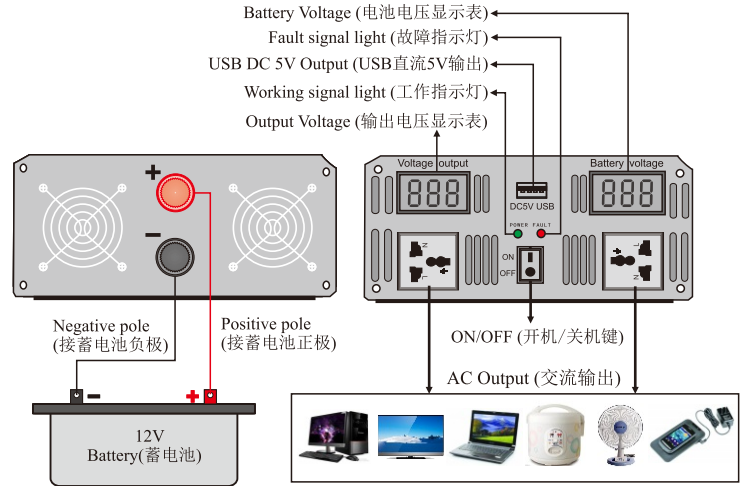 Battery Voltage (电池电压显示表)
Fault signal light (故障指示灯)
USB DC 5V Output (USB直流5V输出)
Working signal light (工作指示灯)
Output Voltage (输出电压显示表)
+
−
Voltage output
Battery voltage
888
888
DC5V USB
POWER FAULT
N
L
ON
OFF
L
N
Negative pole
(接蓄电池负极)
Positive pole
(接蓄电池正极)
ON/OFF (开机/关机键)
AC Output (交流输出)
−
+
12V
Battery(蓄电池)